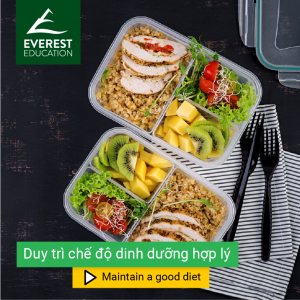 EVEREST
EDUCATION
Duy trì chế độ dinh dưỡng hợp lý
Maintain a good diet